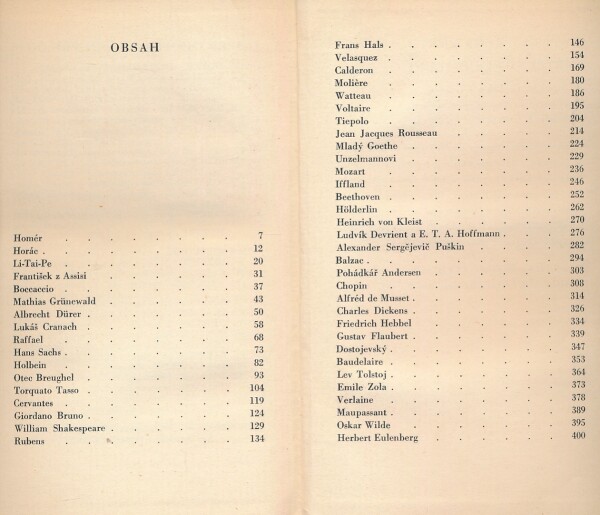 OBSAH
Homér . . . . . . . . 7
Horác . . . . . . . . 12
Li-Tai-Pe . . . . . . . . 20
František z Assisi . . . . . . 31
Boccaccio . . . . . . . 37
Mathias Grünewald . . . . . . 43
Albrecht Dürer . . . . . . . 50
Lukáš Cranach . . . . . . . 58
Raffael . . . . . . . . 68
Hans Sachs . . . . . . . . 73
Holbein . . . . . . . . 82
Otec Breughel . . . . . . . 93
Torquato Tasso . . . . . . . 104
Cervantes . . . . . . . . 119
Giordano Bruno . . . . . . . 124
William Shakespeare . . . . . . 129
Rubens . . . . . . . . 134
Frans Hals . . . . . . . 146
Velasquez . . . . . . . 154
Calderon . . . . . . . 169
Molière . . . . . . . . 180
Watteau . . . . . . . . 186
Voltaire . . . . . . . . 195
Tiepolo . . . . . . . . 204
Jean Jacques Rousseau . . . . . 214
Mladý Goethe . . . . . . . 224
Unzelmannovi . . . . . . 229
Mozart . . . . . . . . 236
Iffland . . . . . . . . 246
Beethoven . . . . . . . 252
Hölderlin . . . . . . . 262
Heinrich von Kleist . . . . . . 270
Ludvík Devrient a E. T. A. Hoffmann . . . 276
Alexander Sergějevič Puškin . . . . 282
Balzac . . . . . . . . 294
Pohádkář Andersen . . . . . . 303
Chopin . . . . . . . . 308
Alfréd de Musset . . . . . . 314
Charles Dickens . . . . . . 326
Friedrich Hebbel . . . . . . 334
Gustav Flaubert . . . . . . 339
Dostojevský . . . . . . . 347
Baudelaire . . . . . . . 353
Lev Tolstoj . . . . . . . 364
Emile Zola . . . . . . . 373
Verlaine . . . . . . . . 378
Maupassant . . . . . . . 389
Oskar Wilde . . . . . . . 395
Herbert Eulenberg . . . . . . 400